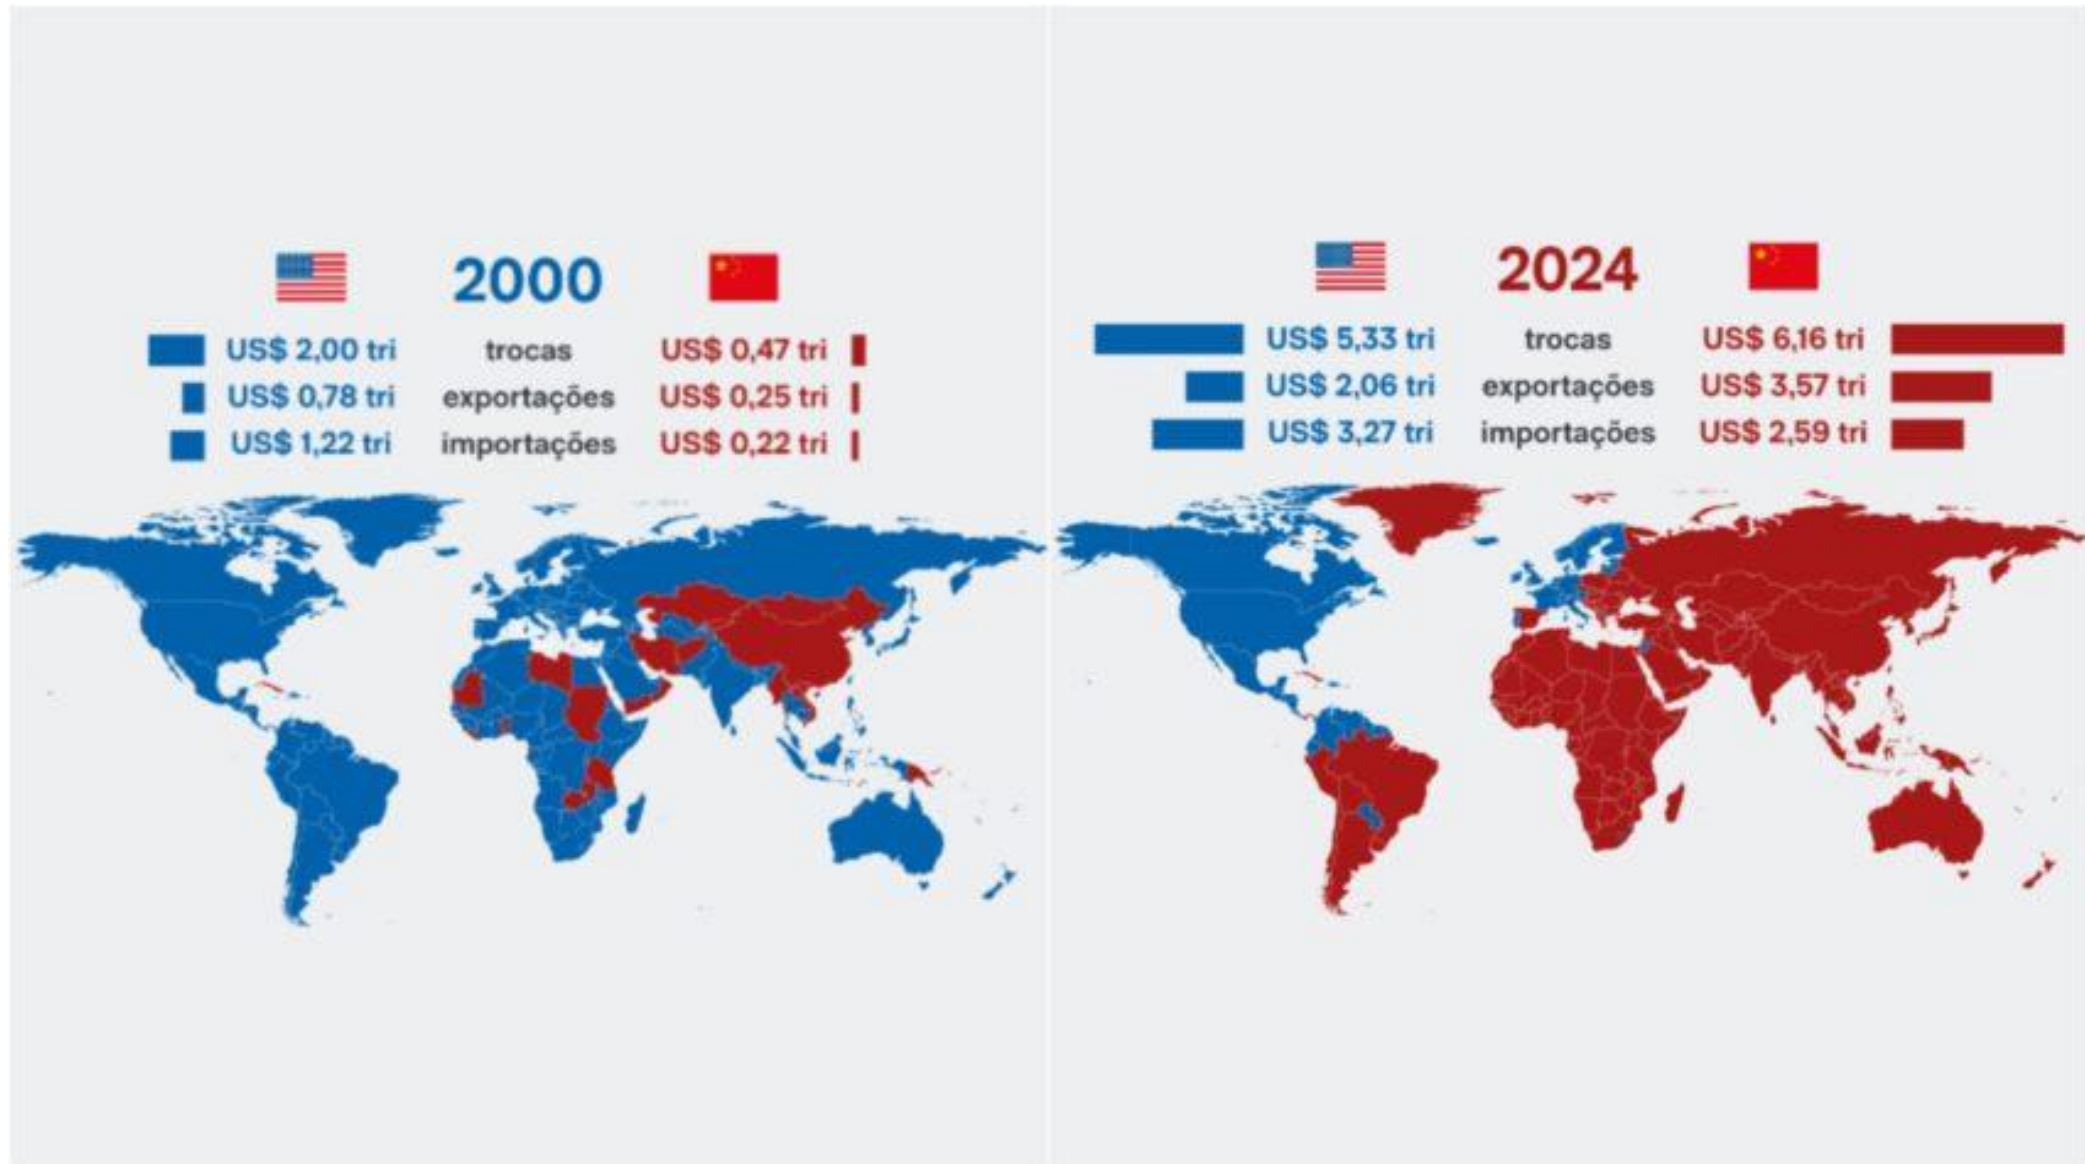 2000
US$ 2,00 tri trocas US$ 0,47 tri
US$ 0,78 tri exportações US$ 0,25 tri
US$ 1,22 tri importações US$ 0,22 tri
2024
US$ 5,33 tri trocas US$ 6,16 tri
US$ 2,06 tri exportações US$ 3,57 tri
US$ 3,27 tri importações US$ 2,59 tri